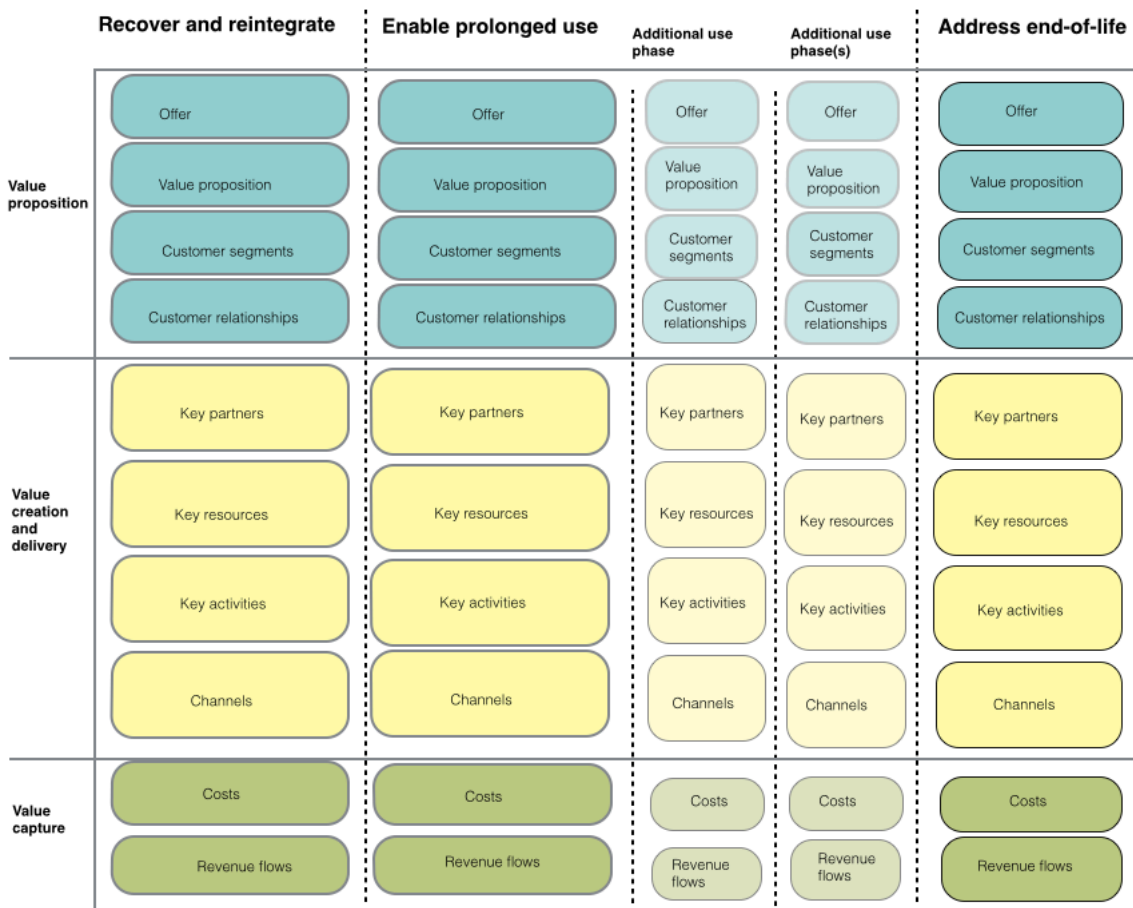 Recover and reintegrate
Enable prolonged use
Additional use
phase
Additional use
phase(s)
Address end-of-life
Value
proposition
Offer
Offer
Offer
Offer
Offer
Value proposition
Value proposition
Value
proposition
Value
proposition
Value proposition
Customer segments
Customer segments
Customer
segments
Customer
segments
Customer segments
Customer relationships
Customer relationships
Customer
relationships
Customer
relationships
Customer relationships
Value
creation
and
delivery
Key partners
Key partners
Key partners
Key partners
Key partners
Key resources
Key resources
Key resources
Key resources
Key resources
Key activities
Key activities
Key activities
Key activities
Key activities
Channels
Channels
Channels
Channels
Channels
Value
capture
Costs
Costs
Costs
Costs
Costs
Revenue flows
Revenue flows
Revenue
flows
Revenue
flows
Revenue flows